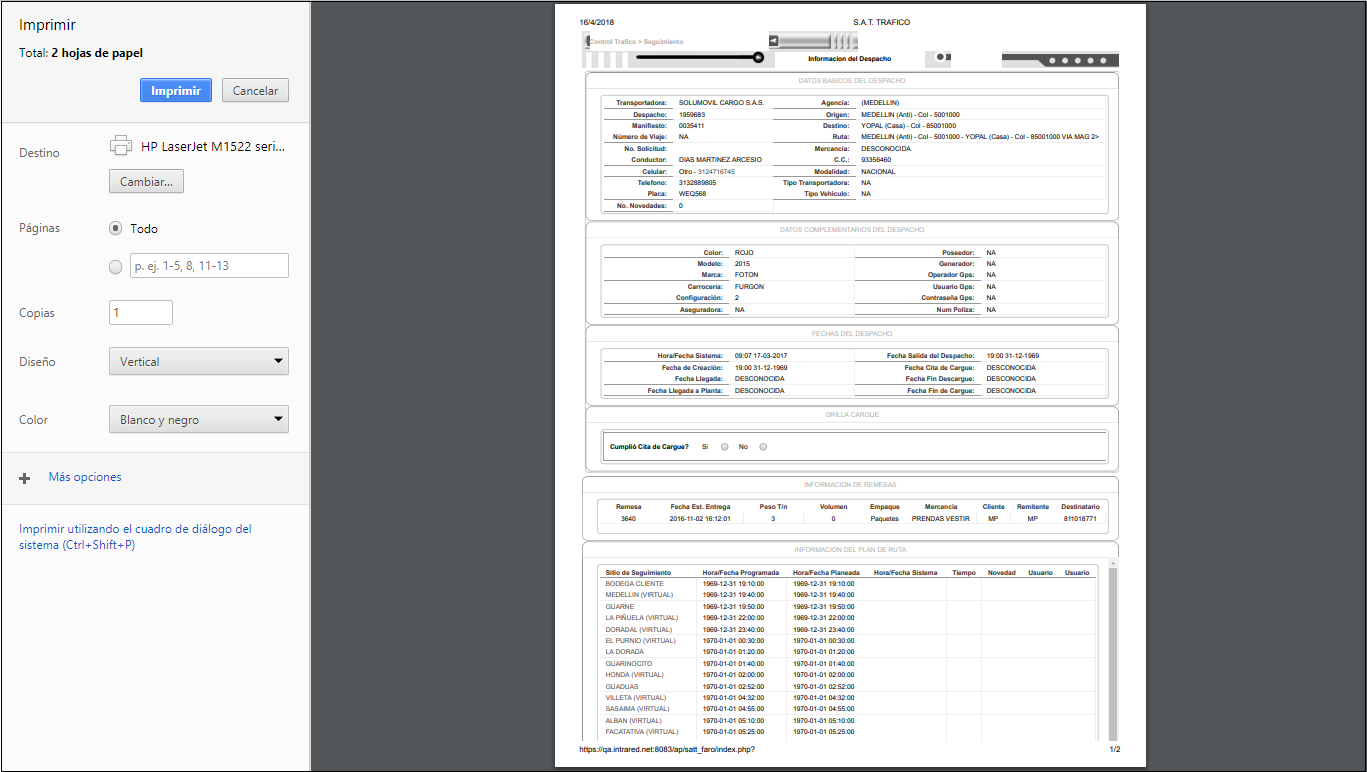 Imprimir
Total: 2 hojas de papel
Imprimir Cancelar
Destino HP LaserJet M1522 seri...
Cambiar...
Páginas Todo
p. ej. 1-5, 8, 11-13
Copias 1
Diseño Vertical
Color Blanco y negro
Más opciones
Imprimir utilizando el cuadro de diálogo del
sistema (Ctrl+Shift+P)
16/4/2018 S.A.T. TRAFICO
Control Trafico > Seguimiento
Informacion del Despacho
DATOS BASICOS DEL DESPACHO
Transportadora: SOLUMOVIL CARGO S.A.S. Agencia: (MEDELLIN)
Despacho: 1959683 Origen: MEDELLIN (Anti) - Col - 5001000
Manifiesto: 0035411 Destino: YOPAL (Casa) - Col - 85001000
Número de Viaje: NA Ruta: MEDELLIN (Anti) - Col - 5001000 - YOPAL (Casa) - Col - 85001000 VIA MAG 2>
No. Solicitud: Mercancía: DESCONOCIDA
Conductor: DIAS MARTINEZ ARCESIO C.C.: 93356460
Celular: Otro - 3124716745 Modalidad: NACIONAL
Telefono: 3132889805 Tipo Transportadora: NA
Placa: WEQ568 Tipo Vehiculo: NA
No. Novedades: 0
DATOS COMPLEMENTARIOS DEL DESPACHO
Color: ROJO Poseedor: NA
Modelo: 2015 Generador: NA
Marca: FOTON Operador Gps: NA
Carroceria: FURGON Usuario Gps: NA
Configuración: 2 Contraseña Gps: NA
Aseguradora: NA Num Poliza: NA
FECHAS DEL DESPACHO
Hora/Fecha Sistema: 09:07 17-03-2017 Fecha Salida del Despacho: 19:00 31-12-1969
Fecha de Creación: 19:00 31-12-1969 Fecha Cita de Cargue: DESCONOCIDA
Fecha Llegada: DESCONOCIDA Fecha Fin Descargue: DESCONOCIDA
Fecha Llegada a Planta: DESCONOCIDA Fecha Fin de Cargue: DESCONOCIDA
GRILLA CARGUE
Cumplió Cita de Cargue? Si No
INFORMACION DE REMESAS
Remesa Fecha Est. Entrega Peso T/n Volumen Empaque Mercancia Cliente Remitente Destinatario
3640 2016-11-02 16:12:01 3 0 Paquetes PRENDAS VESTIR MP MP 811018771
INFORMACION DEL PLAN DE RUTA
Sitio de Seguimiento Hora/Fecha Programada Hora/Fecha Planeada Hora/Fecha Sistema Tiempo Novedad Usuario Usuario
BODEGA CLIENTE 1969-12-31 19:10:00 1969-12-31 19:10:00
MEDELLIN (VIRTUAL) 1969-12-31 19:40:00 1969-12-31 19:40:00
GUARNE 1969-12-31 19:50:00 1969-12-31 19:50:00
LA PIÑUELA (VIRTUAL) 1969-12-31 22:00:00 1969-12-31 22:00:00
DORADAL (VIRTUAL) 1969-12-31 23:40:00 1969-12-31 23:40:00
EL PURNIO (VIRTUAL) 1970-01-01 00:30:00 1970-01-01 00:30:00
LA DORADA 1970-01-01 01:20:00 1970-01-01 01:20:00
GUARINOCITO 1970-01-01 01:40:00 1970-01-01 01:40:00
HONDA (VIRTUAL) 1970-01-01 02:00:00 1970-01-01 02:00:00
GUADUAS 1970-01-01 02:52:00 1970-01-01 02:52:00
VILLETA (VIRTUAL) 1970-01-01 04:32:00 1970-01-01 04:32:00
SASAIMA (VIRTUAL) 1970-01-01 04:55:00 1970-01-01 04:55:00
ALBAN (VIRTUAL) 1970-01-01 05:10:00 1970-01-01 05:10:00
FACATATIVA (VIRTUAL) 1970-01-01 05:25:00 1970-01-01 05:25:00
https://qa.intrared.net:8083/ap/satt_faro/index.php? 1/2